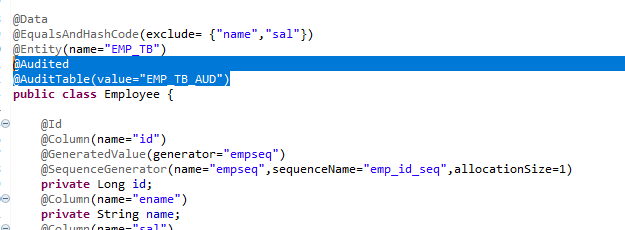 @Data
@EqualsAndHashCode(exclude= {"name","sal"})
@Entity(name="EMP_TB")
@Audited
@AuditTable(value="EMP_TB_AUD")
public class Employee {
@Id
@Column(name="id")
@GeneratedValue(generator="empseq")
@SequenceGenerator(name="empseq",sequenceName="emp_id_seq",allocationSize=1)
private Long id;
@Column(name="ename")
private String name;
@Column(name="sal")